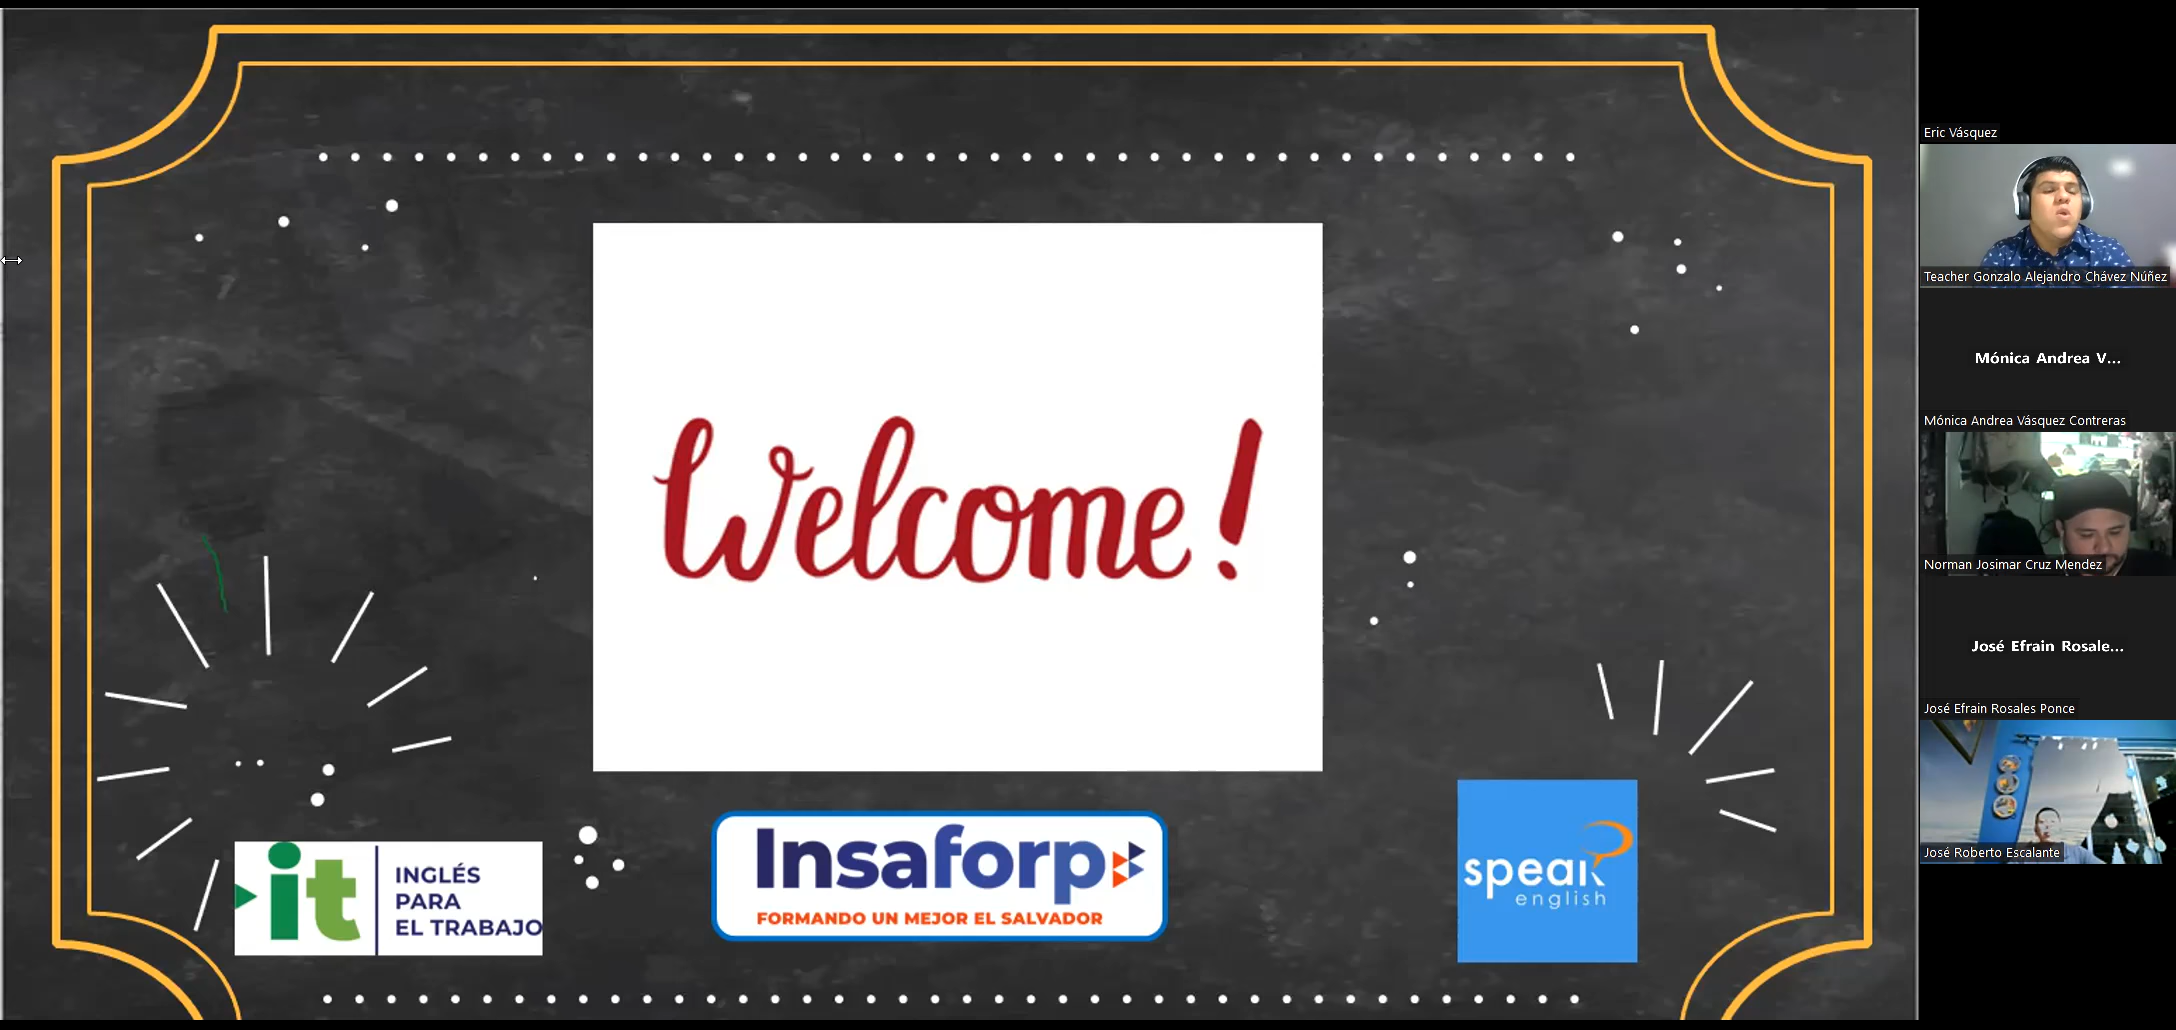 Welcome!
it
INGLÉS
PARA
EL TRABAJO
Insaforp
FORMANDO UN MEJOR EL SALVADOR
speak
english
Eric Vásquez
Teacher Gonzalo Alejandro Chávez Núñez
Mónica Andrea V...
Mónica Andrea Vásquez Contreras
Norman Josimar Cruz Mendez
José Efrain Rosale...
José Efrain Rosales Ponce
José Roberto Escalante